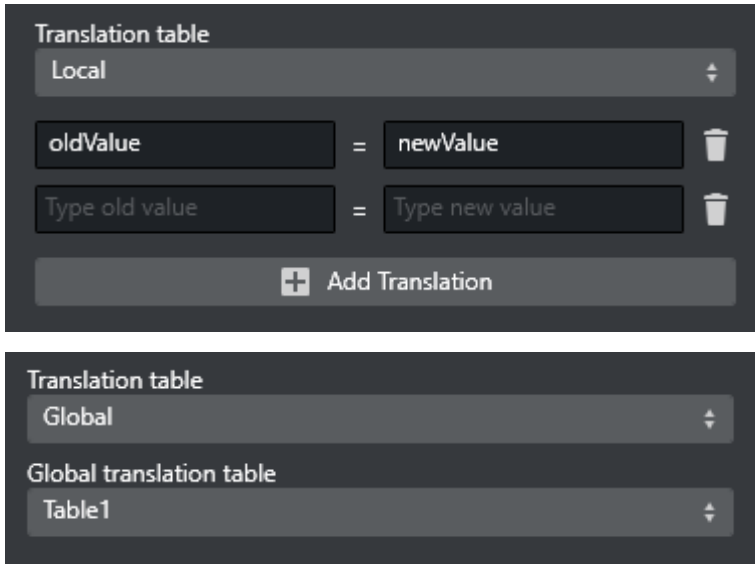 Translation table
Local
oldValue = newValue
Type old value = Type new value
Add Translation
Translation table
Global
Global translation table
Table1